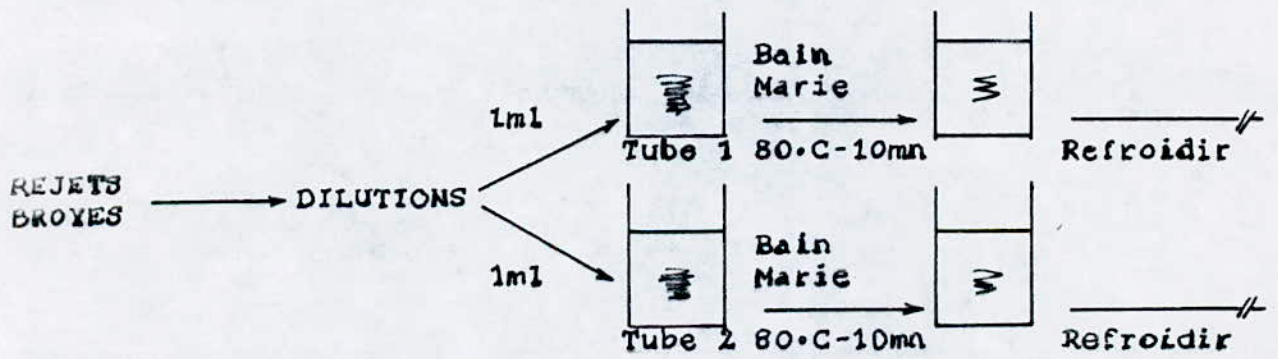 Bain
Marie
1ml
Tube 1 80.C-10mn
Refroidir
REJETS
BROYES
DILUTIONS
Bain
Marie
1ml
Tube 2 80.C-10mn
Refroidir